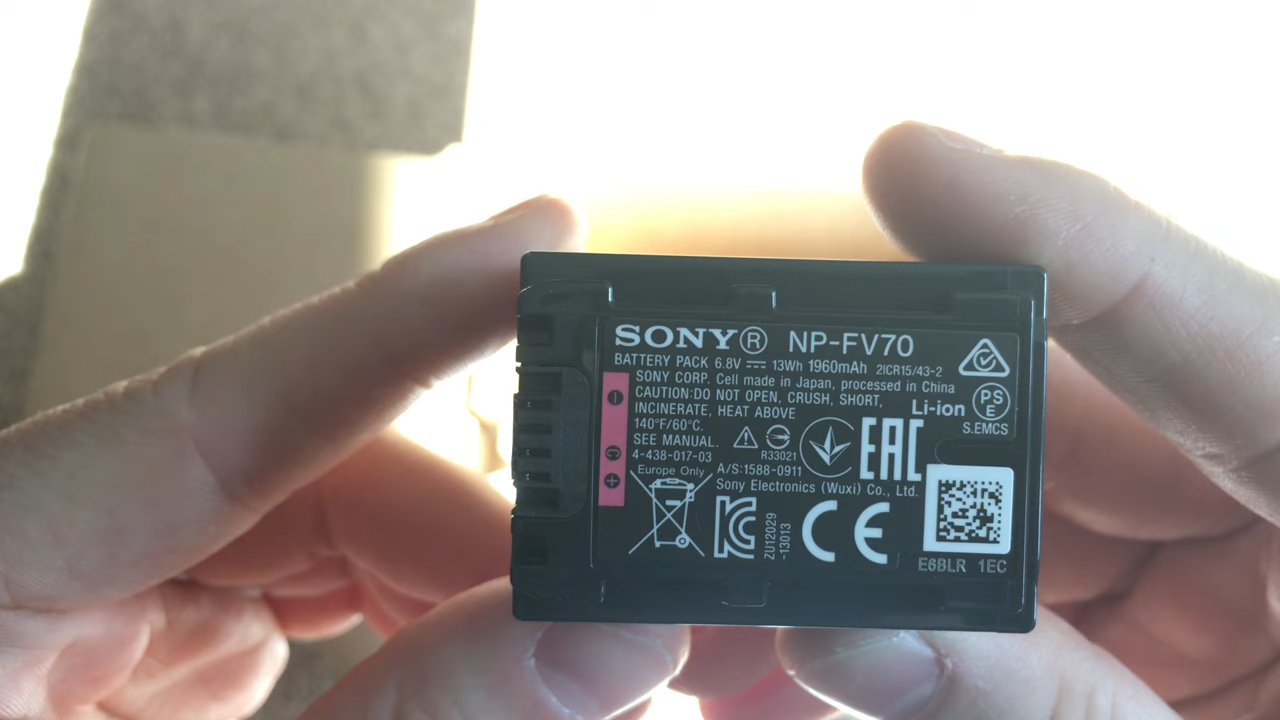 SONY® NP-FV70
BATTERY PACK 6.8V⎓ 13Wh 1960mAh 2ICR15/43-2
SONY CORP. Cell made in Japan, processed in China
CAUTION:DO NOT OPEN, CRUSH, SHORT,
INCINERATE, HEAT ABOVE
140°F/60°C.
SEE MANUAL.
4-438-017-03
Li-ion
PS
E
S.EMCS
R33021
EAC
Europe Only
A/S:1588-0911
Sony Electronics (Wuxi) Co., Ltd.
ZU12029
-13013
CE
E6BLR 1EC
− C +